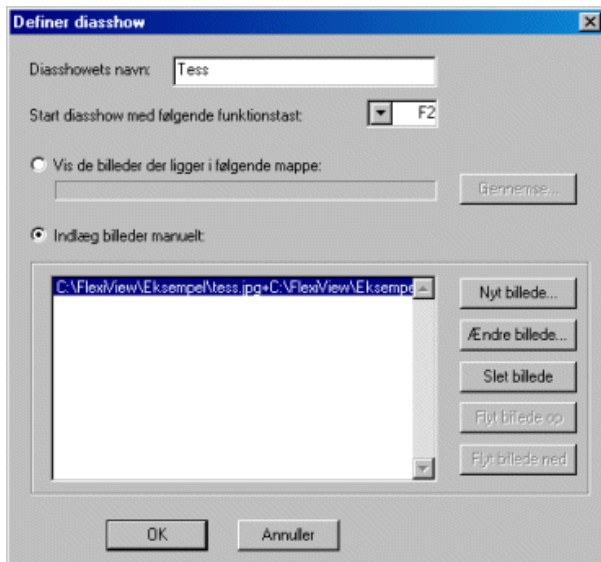 Definer diasshow
Diasshowets navn: Tess
Start diasshow med følgende funktionstast: F2
Vis de billeder der ligger i følgende mappe:
Gennemse...
Indlæg billeder manuelt:
C:\FlexiView\Eksempel\tess.jpg+C:\FlexiView\Eksempe
Nyt billede...
Ændre billede...
Slet billede
Flyt billede op
Flyt billede ned
OK Annuller